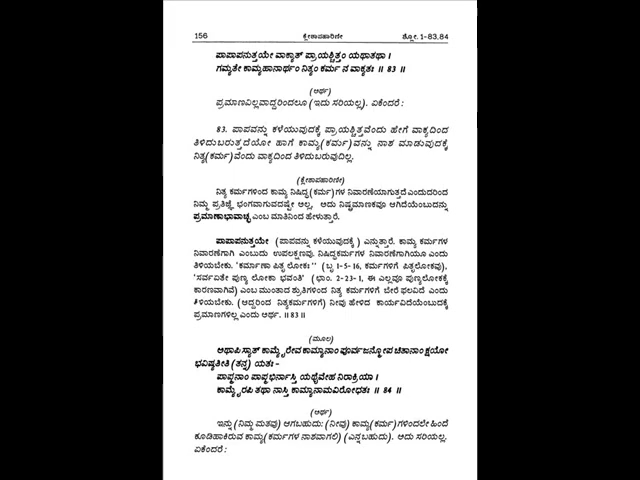 156 ಕ್ಲೇಶಾಪಹಾರಿಣೀ ಶ್ಲೋ. 1-83,84
ಪಾಪಾಪನುತ್ತಯೇ ವಾಕ್ಯಾತ್ ಪ್ರಾಯಶ್ಚಿತ್ತಂ ಯಥಾತಥಾ ।
ಗಮ್ಯತೇ ಕಾಮ್ಯಹಾನಾರ್ಥಂ ನಿತ್ಯಂ ಕರ್ಮ ನ ವಾಕ್ಯತಃ ॥ 83 ॥
(ಅರ್ಥ)
ಪ್ರಮಾಣವಿಲ್ಲವಾದ್ದರಿಂದಲೂ (ಇದು ಸರಿಯಲ್ಲ). ಏಕೆಂದರೆ :
83. ಪಾಪವನ್ನು ಕಳೆಯುವುದಕ್ಕೆ ಪ್ರಾಯಶ್ಚಿತ್ತವೆಂದು ಹೇಗೆ ವಾಕ್ಯದಿಂದ
ತಿಳಿದುಬರುತ್ತದೆಯೋ ಹಾಗೆ ಕಾಮ್ಯ(ಕರ್ಮ)ವನ್ನು ನಾಶ ಮಾಡುವುದಕ್ಕೆ
ನಿತ್ಯ(ಕರ್ಮ)ವೆಂದು ವಾಕ್ಯದಿಂದ ತಿಳಿದುಬರುವುದಿಲ್ಲ.
(ಕ್ಲೇಶಾಪಹಾರಿಣೀ)
ನಿತ್ಯ ಕರ್ಮಗಳಿಂದ ಕಾಮ್ಯ ನಿಷಿದ್ಧ(ಕರ್ಮ)ಗಳ ನಿವಾರಣೆಯಾಗುತ್ತದೆ ಎಂದುದರಿಂದ
ನಿಮ್ಮ ಪ್ರತಿಜ್ಞೆ ಭಂಗವಾಗುವುದಷ್ಟೇ ಅಲ್ಲ, ಅದು ನಿಷ್ಪ್ರಮಾಣಕವೂ ಆಗಿದೆಯೆಂಬುದನ್ನು
ಪ್ರಮಾಣಾಭಾವಾಚ್ಚ ಎಂಬ ಮಾತಿನಿಂದ ಹೇಳುತ್ತಾರೆ.
ಪಾಪಾಪನುತ್ತಯೇ (ಪಾಪವನ್ನು ಕಳೆಯುವುದಕ್ಕೆ) ಎನ್ನುತ್ತಾರೆ. ಕಾಮ್ಯ ಕರ್ಮಗಳ
ನಿವಾರಣೆಗಾಗಿ ಎಂಬುದು ಉಪಲಕ್ಷಣವು. ನಿಷಿದ್ಧಕರ್ಮಗಳ ನಿವಾರಣೆಗಾಗಿಯೂ ಎಂದು
ತಿಳಿಯಬೇಕು. 'ಕರ್ಮಣಾ ಪಿತೃ ಲೋಕಃ'' (ಬೃ 1-5-16, ಕರ್ಮಗಳಿಗೆ ಪಿತೃಲೋಕವು),
'ಸರ್ವಏತೇ ಪುಣ್ಯ ಲೋಕಾ ಭವಂತಿ' (ಛಾಂ. 2-23-1, ಈ ಎಲ್ಲವೂ ಪುಣ್ಯಲೋಕಕ್ಕೆ
ಕಾರಣವಾಗಿವೆ) ಎಂಬ ಮುಂತಾದ ಶ್ರುತಿಗಳಿಂದ ನಿತ್ಯ ಕರ್ಮಗಳಿಗೆ ಬೇರೆ ಫಲವಿದೆ ಎಂದು
ತಿಳಿಯಬೇಕು. (ಆದ್ದರಿಂದ ನಿತ್ಯಕರ್ಮಗಳಿಗೆ) ನೀವು ಹೇಳಿದ ಕಾರ್ಯವಿದೆಯೆಂಬುದಕ್ಕೆ
ಪ್ರಮಾಣಗಳಿಲ್ಲ ಎಂದು ಅರ್ಥ. ॥ 83 ॥
(ಮೂಲ)
ಅಥಾಪಿಸ್ಯಾತ್ ಕಾಮ್ಯೈರೇವ ಕಾಮ್ಯಾನಾಂ ಪೂರ್ವಜನ್ಮೋಪಚಿತಾನಾಂ ಕ್ಷಯೋ
ಭವಿಷ್ಯತೀತಿ (ತನ್ನ) ಯತಃ -
ಪಾಪ್ಮನಾಂ ಪಾಪ್ಮಭಿರ್ನಾಸ್ತಿ ಯಥೈವೇಹ ನಿರಾಕ್ರಿಯಾ ।
ಕಾಮ್ಯೈರಪಿ ತಥಾ ನಾಸ್ತಿ ಕಾಮ್ಯಾನಾಮವಿರೋಧತಃ ॥ 84 ॥
(ಅರ್ಥ)
ಇನ್ನು (ನಿಮ್ಮ ಮತವು) ಆಗಬಹುದು: (ನೀವು) ಕಾಮ್ಯ(ಕರ್ಮ)ಗಳಿಂದಲೇ ಹಿಂದೆ
ಕೂಡಿಹಾಕಿರುವ ಕಾಮ್ಯ(ಕರ್ಮಗಳ ನಾಶವಾಗಲಿ) (ಎನ್ನಬಹುದು). ಅದು ಸರಿಯಲ್ಲ.
ಏಕೆಂದರೆ :